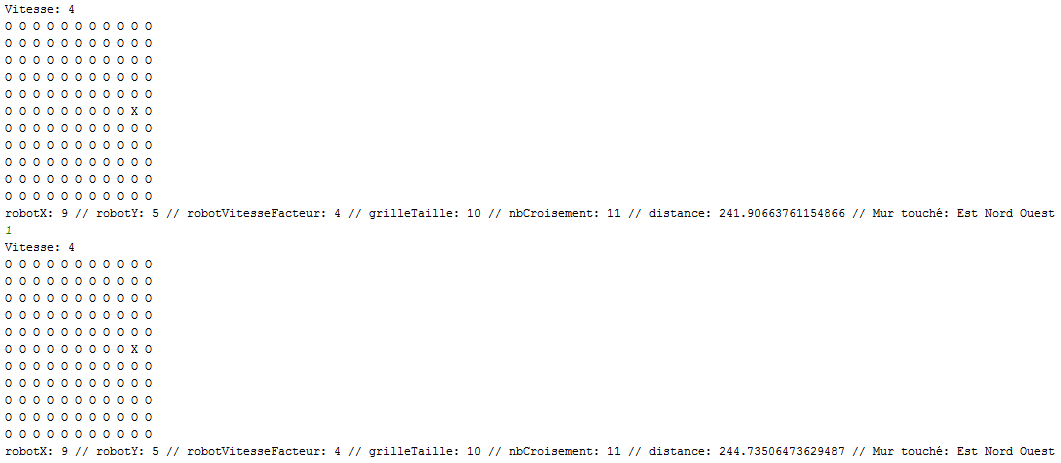 Vitesse: 4
O O O O O O O O O O O
O O O O O O O O O O O
O O O O O O O O O O O
O O O O O O O O O O O
O O O O O O O O O O O
O O O O O O O O O X O
O O O O O O O O O O O
O O O O O O O O O O O
O O O O O O O O O O O
O O O O O O O O O O O
O O O O O O O O O O O
robotX: 9 // robotY: 5 // robotVitesseFacteur: 4 // grilleTaille: 10 // nbCroisement: 11 // distance: 241.90663761154866 // Mur touché: Est Nord Ouest
1
Vitesse: 4
O O O O O O O O O O O
O O O O O O O O O O O
O O O O O O O O O O O
O O O O O O O O O O O
O O O O O O O O O O O
O O O O O O O O O X O
O O O O O O O O O O O
O O O O O O O O O O O
O O O O O O O O O O O
O O O O O O O O O O O
O O O O O O O O O O O
robotX: 9 // robotY: 5 // robotVitesseFacteur: 4 // grilleTaille: 10 // nbCroisement: 11 // distance: 244.73506473629487 // Mur touché: Est Nord Ouest